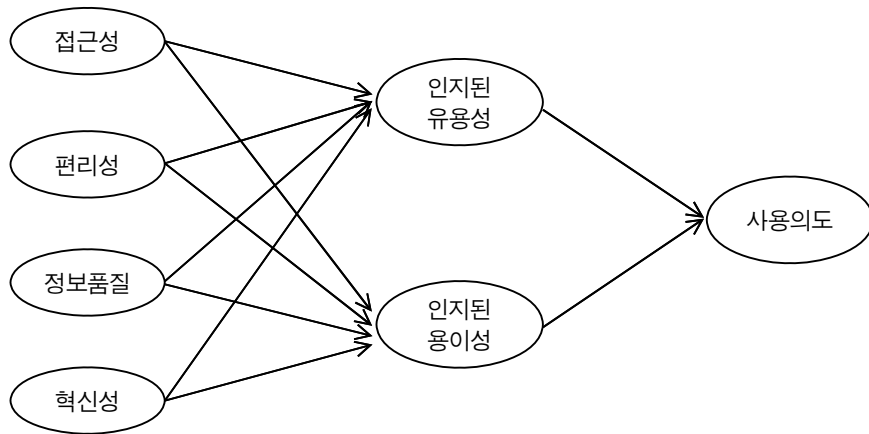 접근성
편리성
정보품질
혁신성
인지된
유용성
인지된
용이성
사용의도